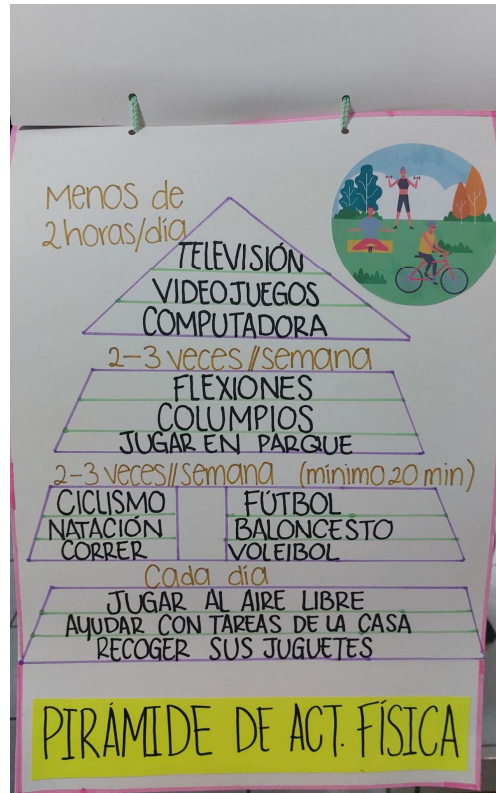 Menos de
2 horas/día
TELEVISIÓN
VIDEOJUEGOS
COMPUTADORA
2-3 veces//semana
FLEXIONES
COLUMPIOS
JUGAR EN PARQUE
2-3 veces//semana (mínimo 20 min)
CICLISMO FÚTBOL
NATACIÓN BALONCESTO
CORRER VOLEIBOL
Cada día
JUGAR AL AIRE LIBRE
AYUDAR CON TAREAS DE LA CASA
RECOGER SUS JUGUETES
PIRÁMIDE DE ACT. FÍSICA